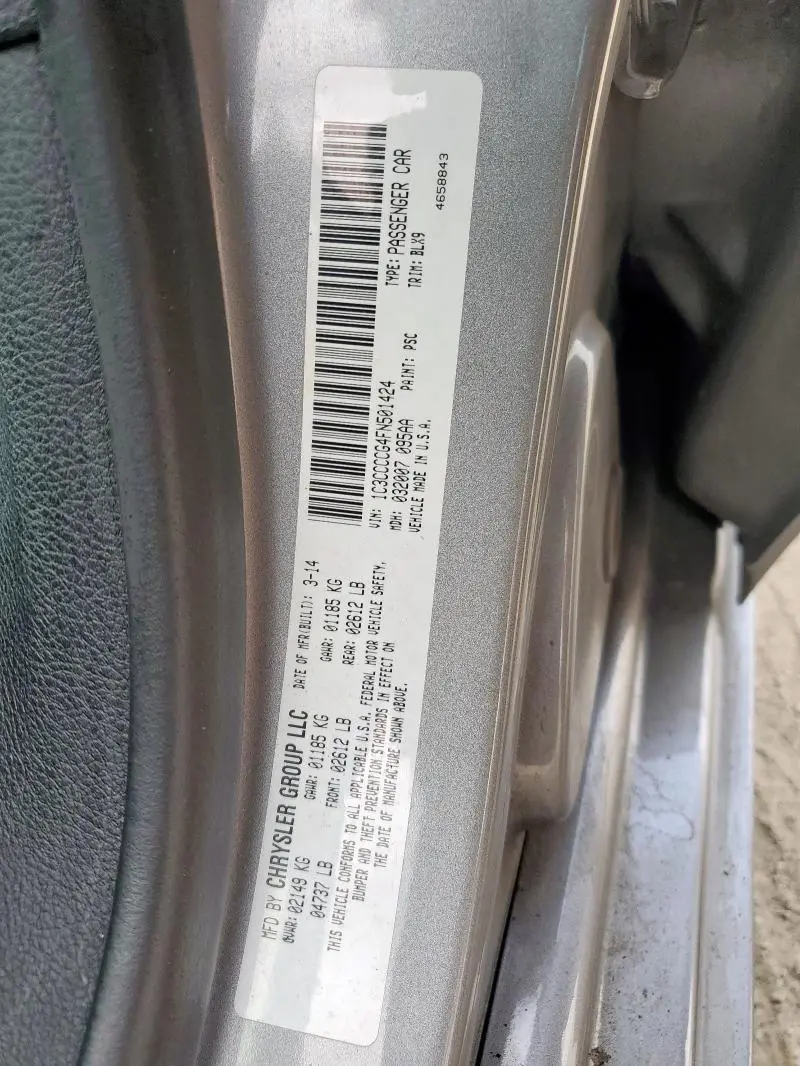 MFD BY CHRYSLER GROUP LLC
DATE OF MFR(BUILT): 3-14
GVWR: 02149 KG
GAWR: 01185 KG
GAWR: 01185 KG
04737 LB
FRONT: 02612 LB
REAR: 02612 LB
THIS VEHICLE CONFORMS TO ALL APPLICABLE U.S.A. FEDERAL MOTOR VEHICLE SAFETY,
BUMPER AND THEFT PREVENTION STANDARDS IN EFFECT ON
THE DATE OF MANUFACTURE SHOWN ABOVE.
VIN: 1C3CCCCG4FN501424
TYPE: PASSENGER CAR
MDH: 032007 095AA
PAINT: PSC
TRIM: BLX9
VEHICLE MADE IN U.S.A.
4658843